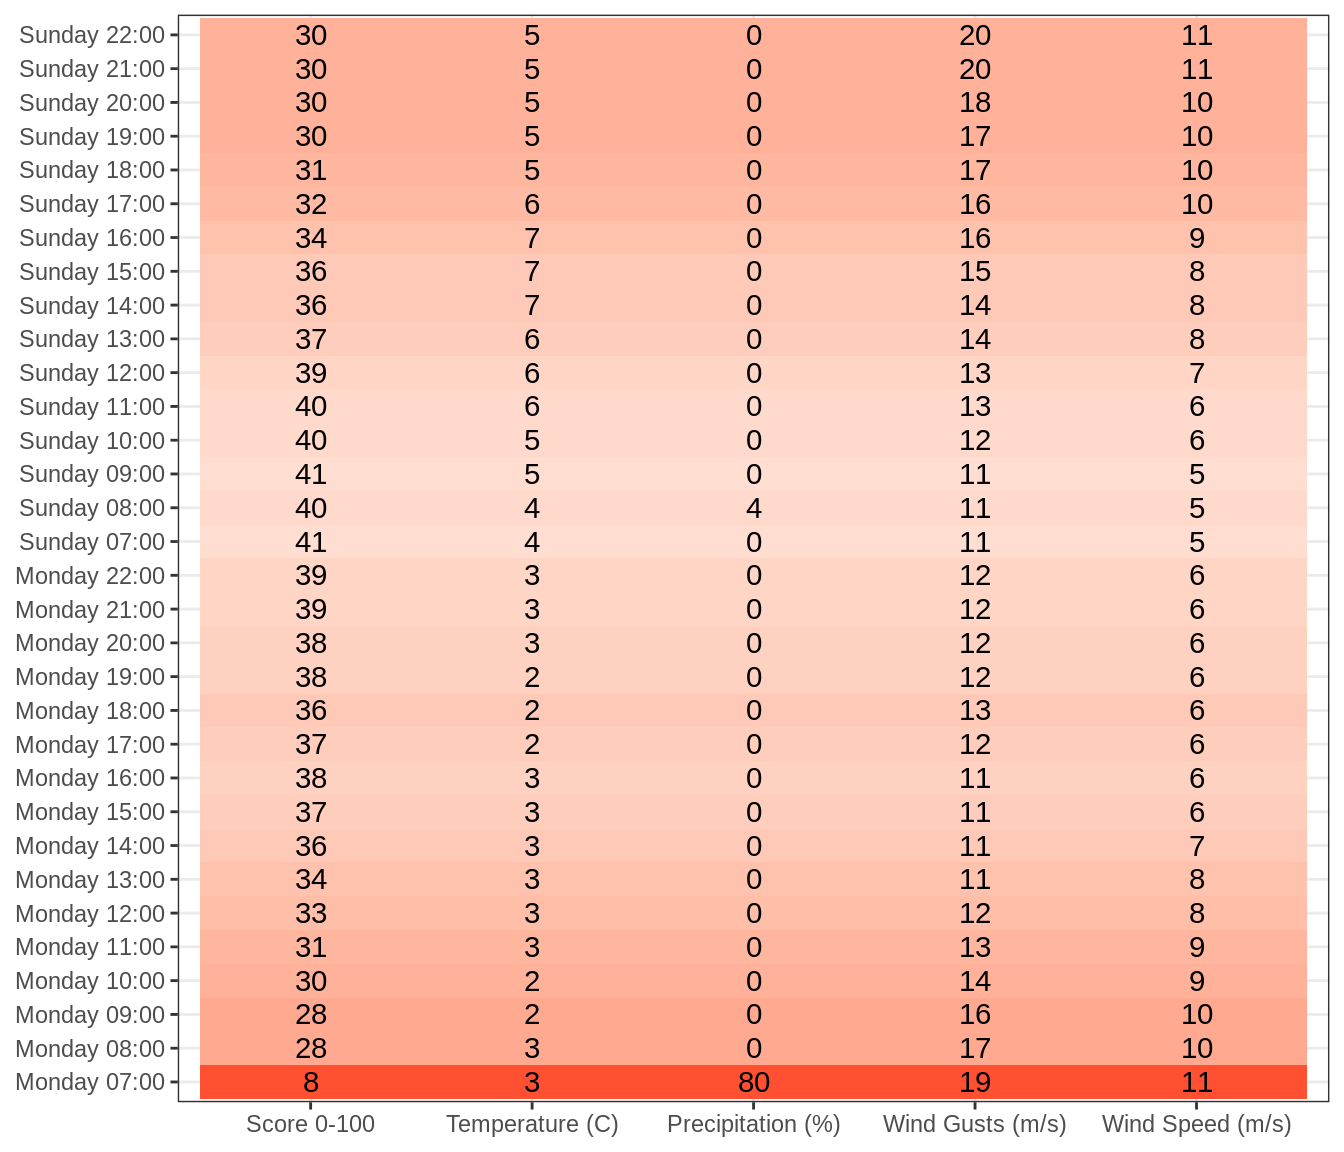 Sunday 22:00 30 5 0 20 11
Sunday 21:00 30 5 0 20 11
Sunday 20:00 30 5 0 18 10
Sunday 19:00 30 5 0 17 10
Sunday 18:00 31 5 0 17 10
Sunday 17:00 32 6 0 16 10
Sunday 16:00 34 7 0 16 9
Sunday 15:00 36 7 0 15 8
Sunday 14:00 36 7 0 14 8
Sunday 13:00 37 6 0 14 8
Sunday 12:00 39 6 0 13 7
Sunday 11:00 40 6 0 13 6
Sunday 10:00 40 5 0 12 6
Sunday 09:00 41 5 0 11 5
Sunday 08:00 40 4 4 11 5
Sunday 07:00 41 4 0 11 5
Monday 22:00 39 3 0 12 6
Monday 21:00 39 3 0 12 6
Monday 20:00 38 3 0 12 6
Monday 19:00 38 2 0 12 6
Monday 18:00 36 2 0 13 6
Monday 17:00 37 2 0 12 6
Monday 16:00 38 3 0 11 6
Monday 15:00 37 3 0 11 6
Monday 14:00 36 3 0 11 7
Monday 13:00 34 3 0 11 8
Monday 12:00 33 3 0 12 8
Monday 11:00 31 3 0 13 9
Monday 10:00 30 2 0 14 9
Monday 09:00 28 2 0 16 10
Monday 08:00 28 3 0 17 10
Monday 07:00 8 3 80 19 11
Score 0-100 Temperature (C) Precipitation (%) Wind Gusts (m/s) Wind Speed (m/s)